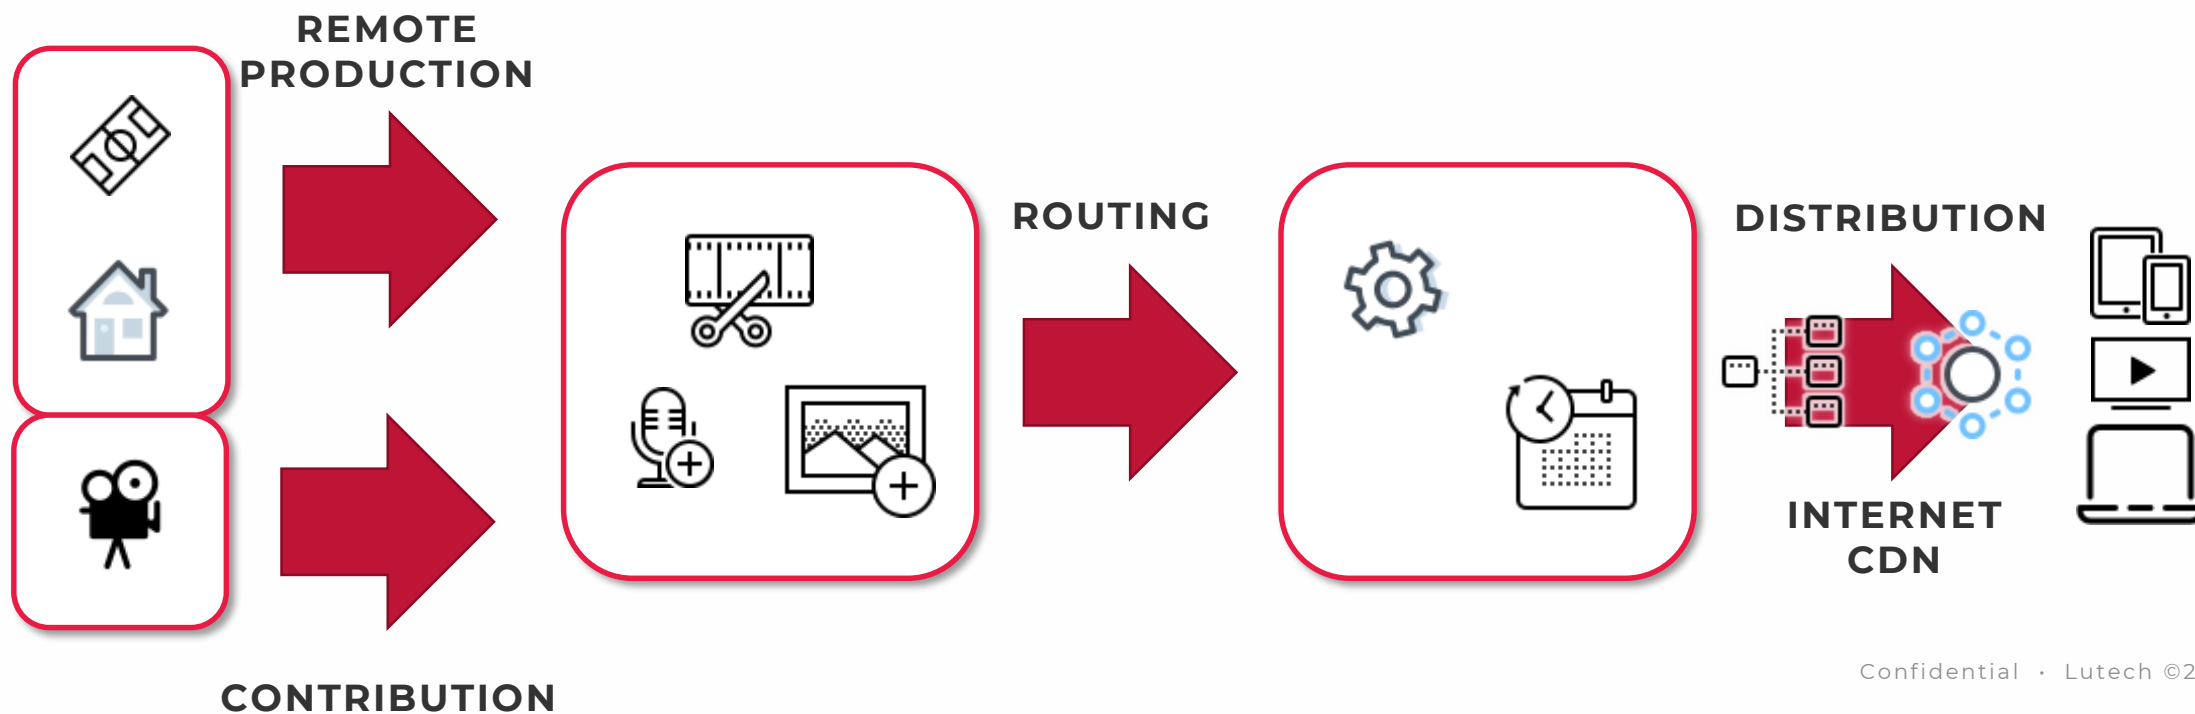 REMOTE
PRODUCTION
ROUTING
DISTRIBUTION
INTERNET
CDN
CONTRIBUTION
Confidential • Lutech ©2